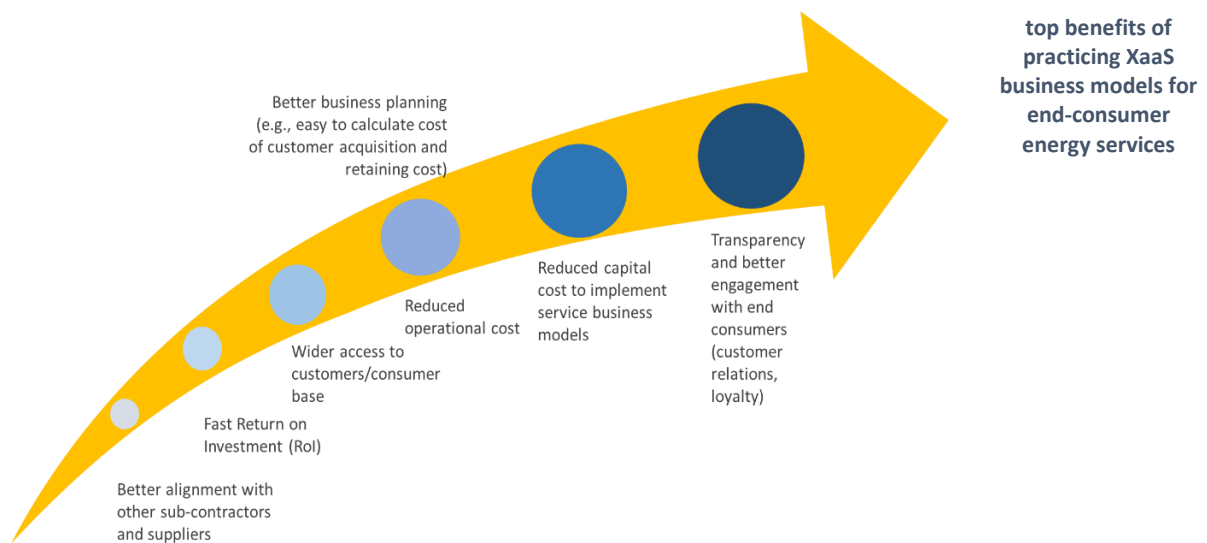 top benefits of
practicing XaaS
business models for
end-consumer
energy services
Better business planning
(e.g., easy to calculate cost
of customer acquisition and
retaining cost)
Transparency
and better
engagement
with end
consumers
(customer
relations,
loyalty)
Reduced capital
cost to implement
service business
models
Reduced
operational cost
Wider access to
customers/consumer
base
Fast Return on
Investment (RoI)
Better alignment with
other sub-contractors
and suppliers